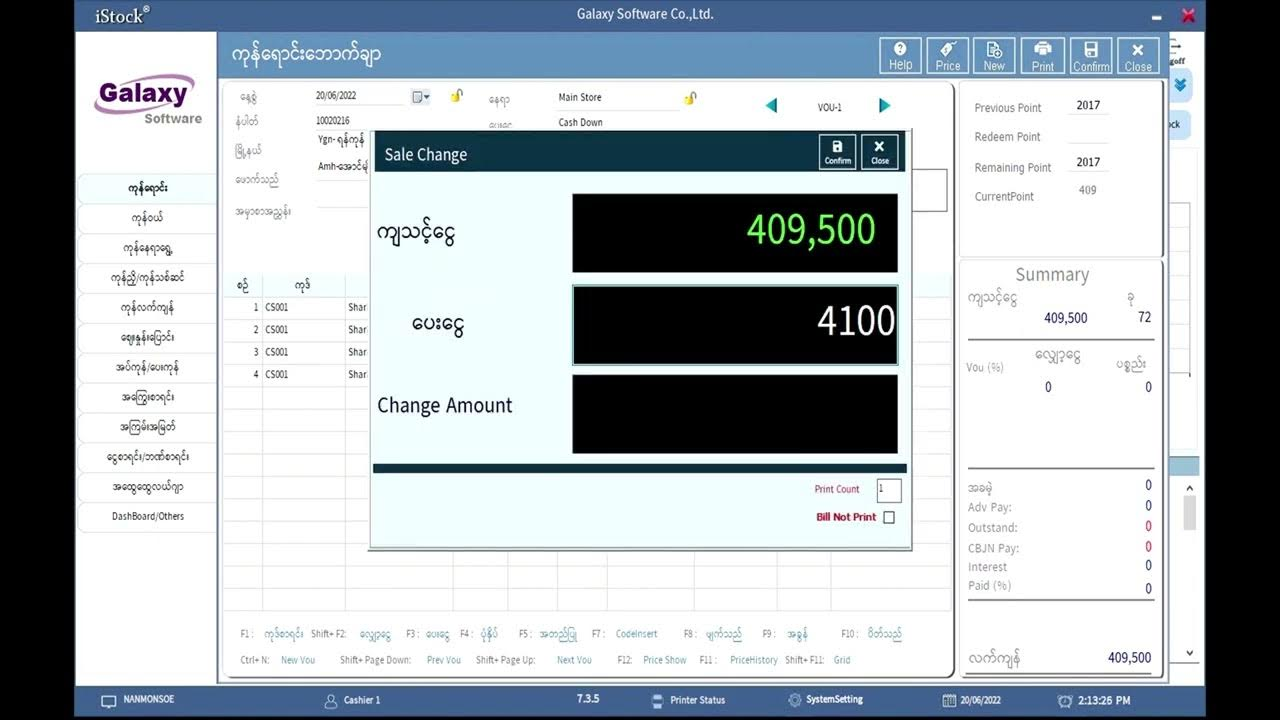 iStock®
Galaxy Software Co.,Ltd.
Galaxy
Software
ကုန်ရောင်းဘောက်ချာ
Help
Price
New
Print
Confirm
Close
goff
ock
ကုန်ရောင်း
ကုန်ဝယ်
ကုန်နေရာရွှေ့
ကုန်ညှိ/ကုန်သစ်ဆင်
ကုန်လက်ကျန်
ဈေးနှုန်းပြောင်း
အပ်ကုန်/ပေးကုန်
အကြွေးစာရင်း
အကြမ်းအမြတ်
ငွေစာရင်း/ဘဏ်စာရင်း
အထွေထွေလယ်ဂျာ
DashBoard/Others
နေ့စွဲ 20/06/2022 နေရာ Main Store VOU-1
နံပါတ် 10020216 Cash Down
မြို့နယ် Ygn- ရန်ကုန်
ဖောက်သည်
အမှာစာအညွှန်း
Sale Change
Confirm
Close
ကျသင့်ငွေ 409,500
ပေးငွေ 4100
Change Amount
Print Count 1
Bill Not Print
စဉ် ကုဒ်
1 CS001 Shar
2 CS001 Shar
3 CS001 Shar
4 CS001 Shar
Previous Point 2017
Redeem Point
Remaining Point 2017
CurrentPoint 409
Summary
ကျသင့်ငွေ ခု
409,500 72
လျှော့ငွေ ပစ္စည်း
Vou (%) 0 0
အခမဲ့ 0
Adv Pay: 0
Outstand: 0
CBJN Pay: 0
Interest 0
Paid (%) 0
လက်ကျန် 409,500
F1 : ကုဒ်စာရင်း Shift+ F2: လျှော့ငွေ F3 : ပေးငွေ F4 : ပုံနှိပ် F5 : အတည်ပြု F7 : CodeInsert F8 : ဖျက်သည် F9 : အခွန် F10 : ပိတ်သည်
Ctrl+ N: New Vou Shift+ Page Down: Prev Vou Shift+ Page Up: Next Vou F12: Price Show F11 : PriceHistory Shift+ F11: Grid
NANMONSOE Cashier 1 7.3.5 Printer Status SystemSetting 20/06/2022 2:13:26 PM